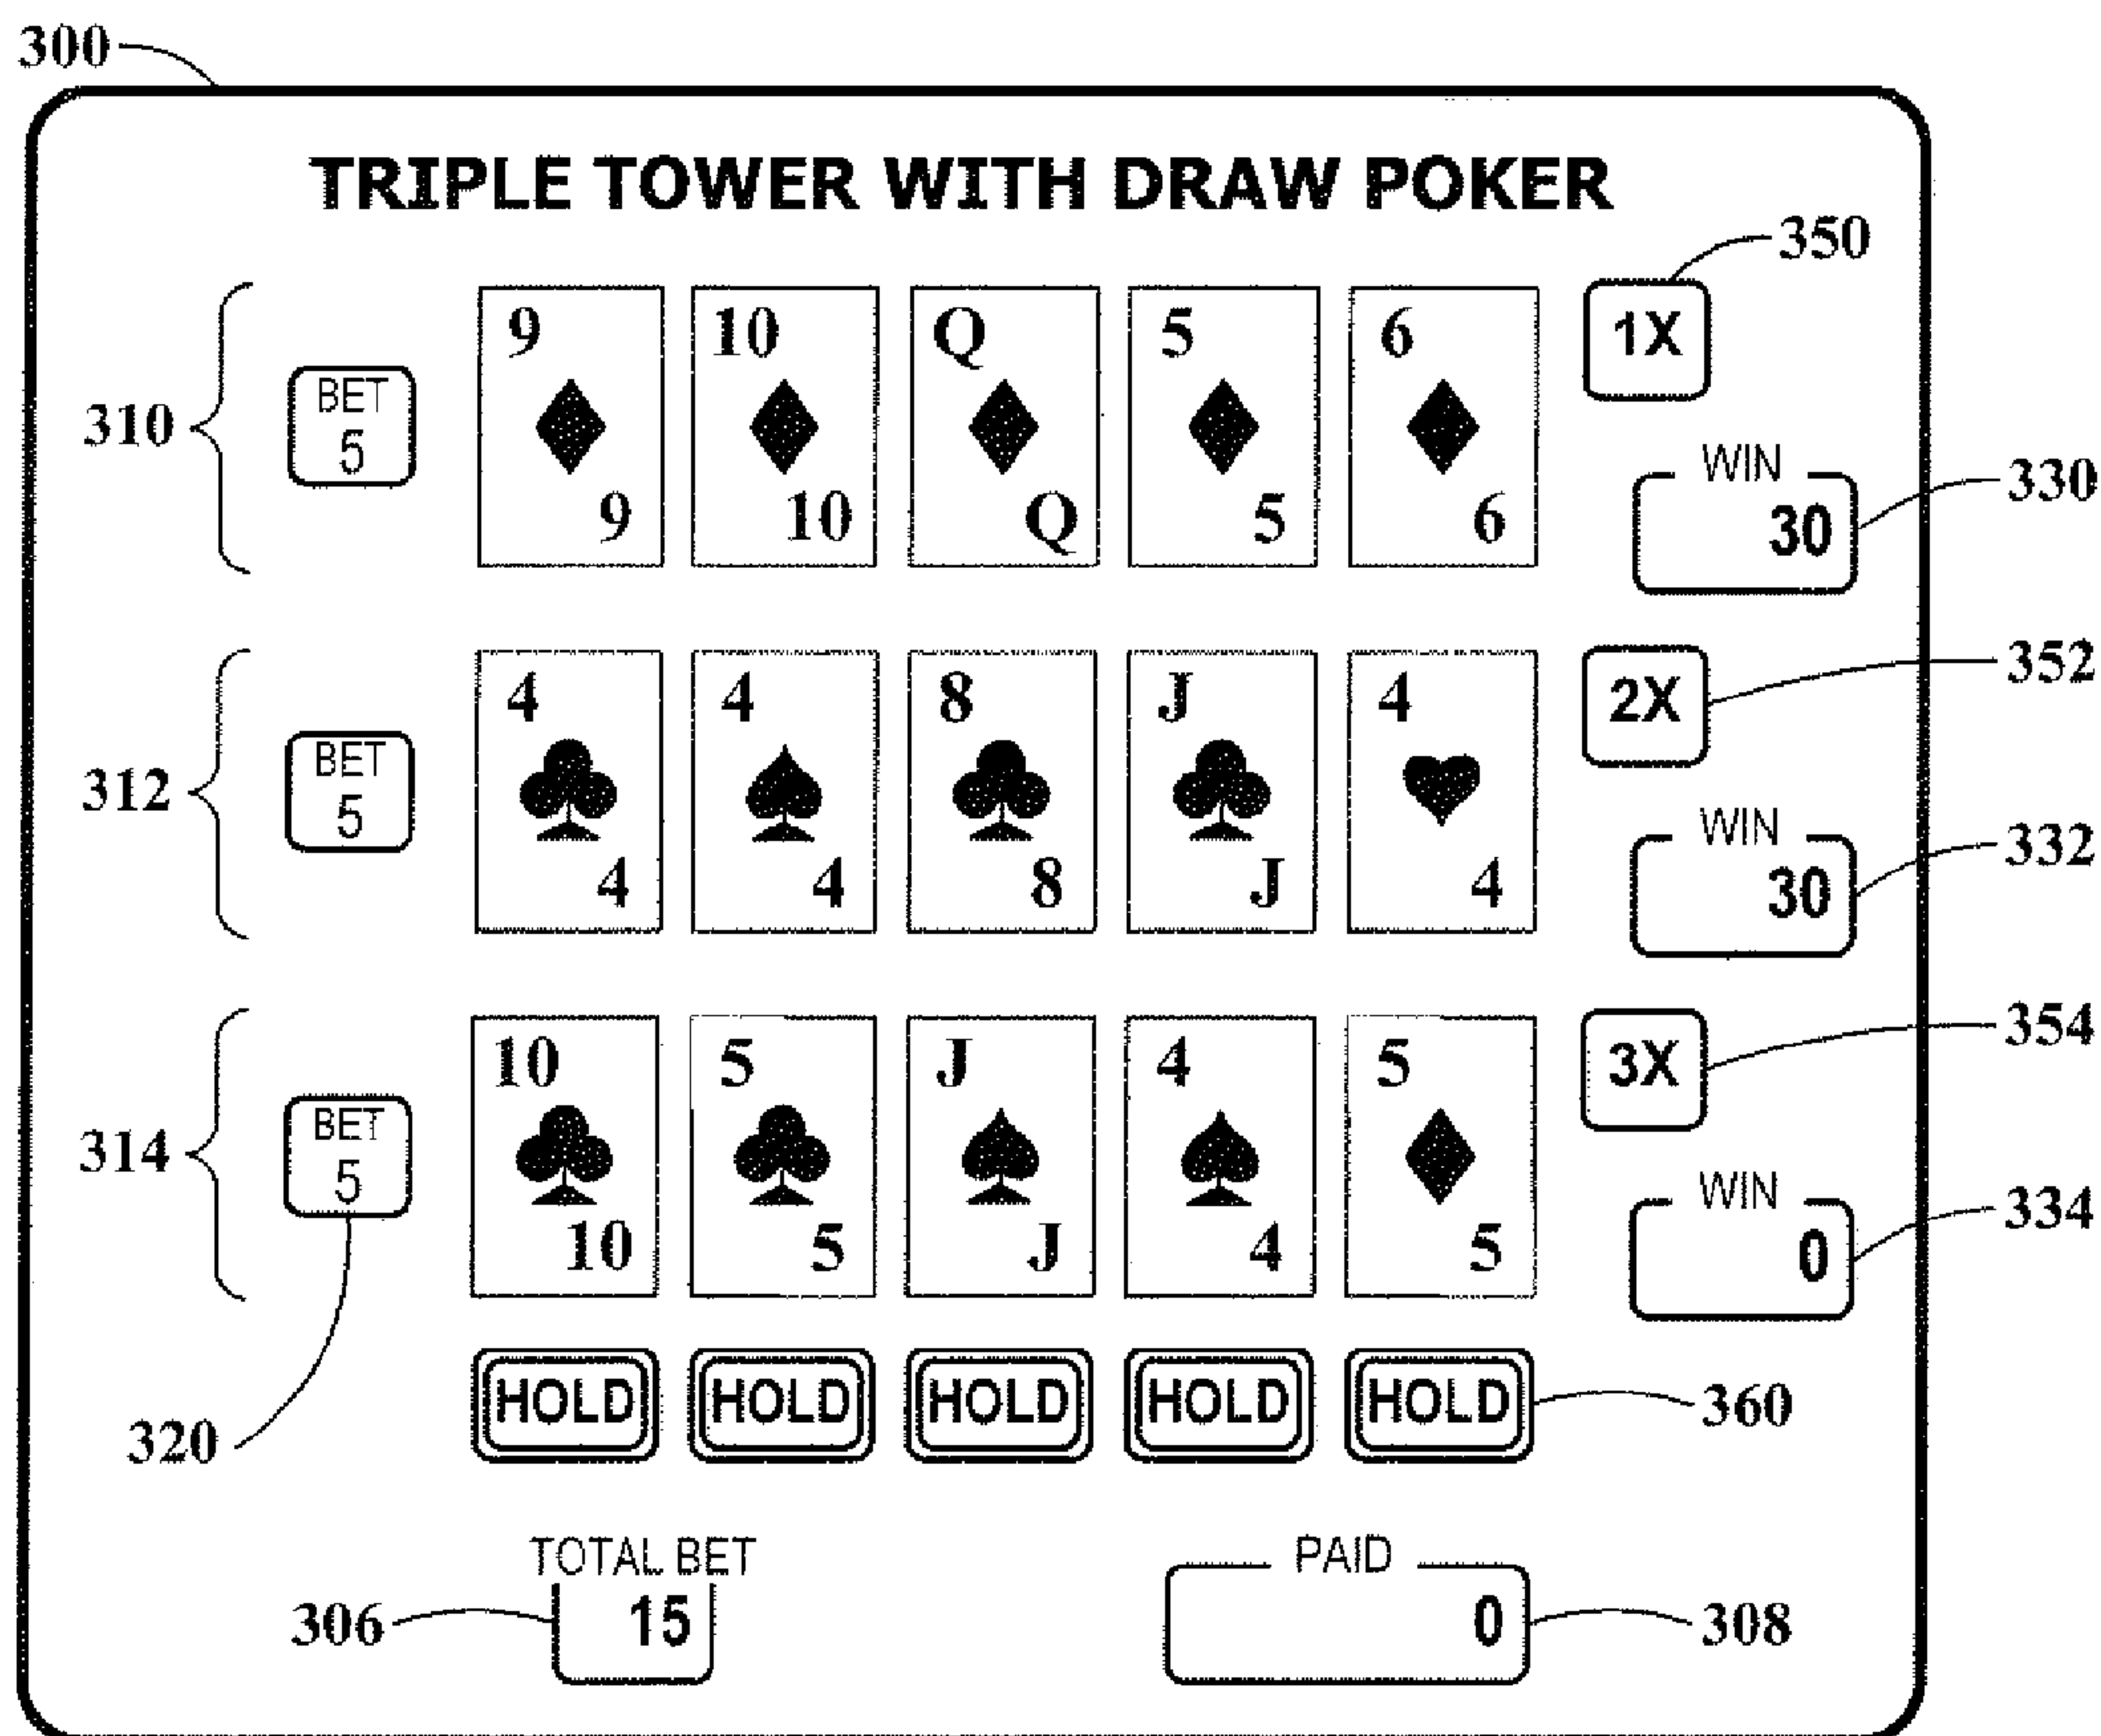 300
TRIPLE TOWER WITH DRAW POKER
350
9 10 Q 5 6 1X
310 BET 5
WIN
30 330
9 10 Q 5 6
352
4 4 8 J 4 2X
312 BET 5
WIN
30 332
4 4 8 J 4
354
10 5 J 4 5 3X
314 BET 5
WIN
0 334
10 5 J 4 5
HOLD HOLD HOLD HOLD HOLD 360
320
TOTAL BET PAID
306 15 0 308